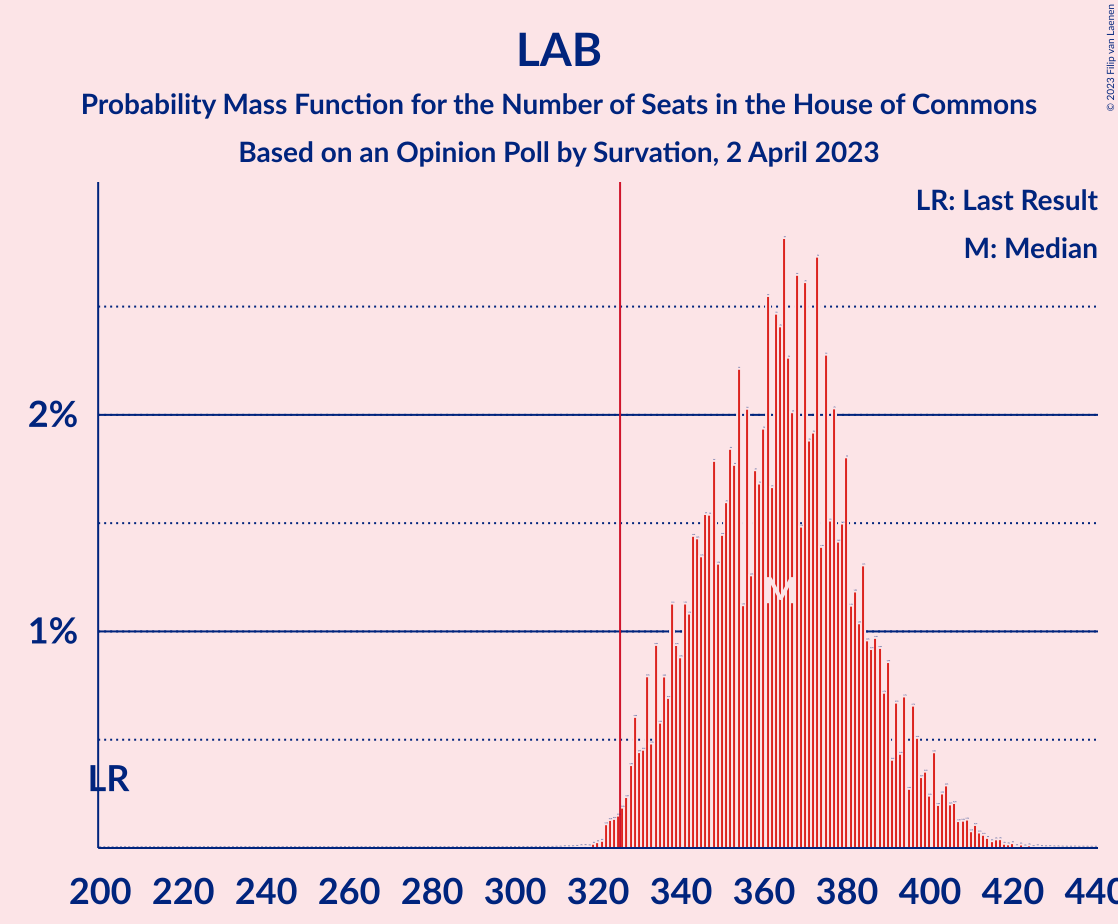 LAB
Probability Mass Function for the Number of Seats in the House of Commons
Based on an Opinion Poll by Survation, 2 April 2023
© 2023 Filip van Laenen
LR: Last Result
M: Median
2%
1%
M
LR
200 220 240 260 280 300 320 340 360 380 400 420 440